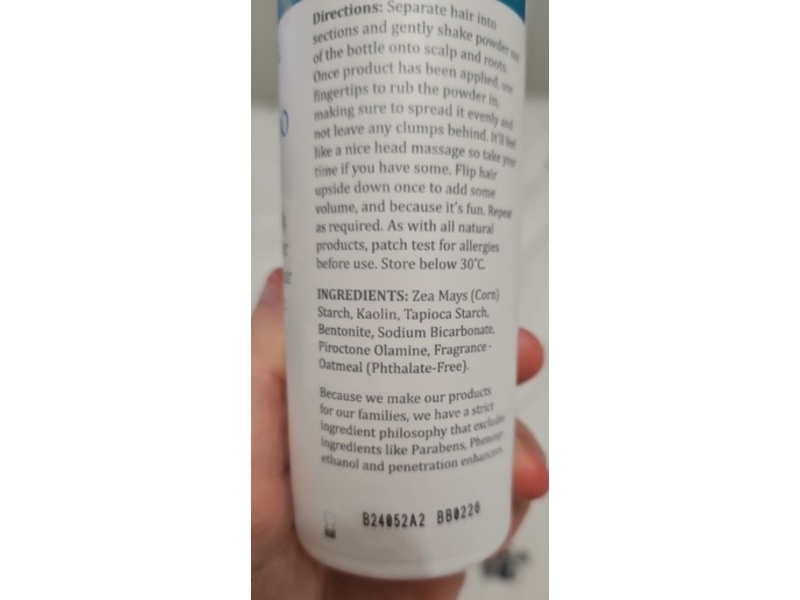 Directions: Separate hair into
sections and gently shake powder out
of the bottle onto scalp and roots.
Once product has been applied, use
fingertips to rub the powder in,
making sure to spread it evenly and
not leave any clumps behind. It'll feel
like a nice head massage so take your
time if you have some. Flip hair
upside down once to add some
volume, and because it's fun. Repeat
as required. As with all natural
products, patch test for allergies
before use. Store below 30°C.
INGREDIENTS: Zea Mays (Corn)
Starch, Kaolin, Tapioca Starch,
Bentonite, Sodium Bicarbonate,
Piroctone Olamine, Fragrance -
Oatmeal (Phthalate-Free).
Because we make our products
for our families, we have a strict
ingredient philosophy that excludes
ingredients like Parabens, Phenoxy-
ethanol and penetration enhancers.
B24052A2 BB0226